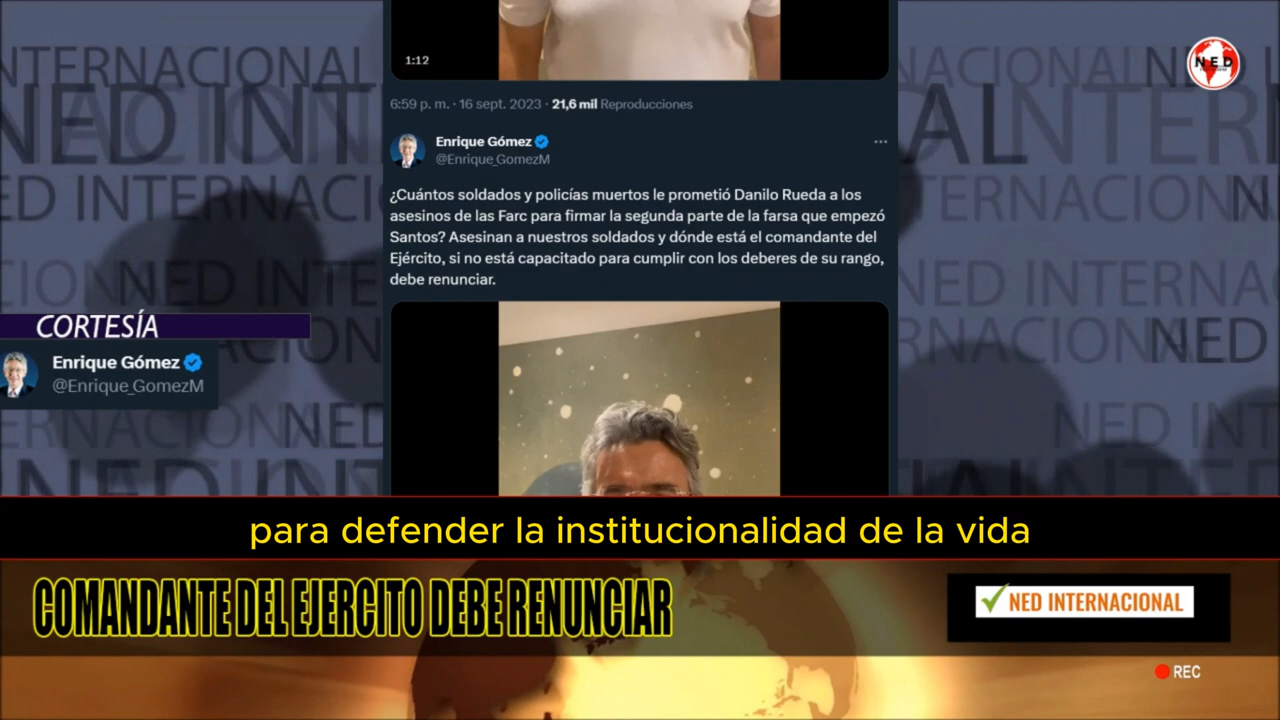 1:12
NED
6:59 p. m. · 16 sept. 2023 · 21,6 mil Reproducciones
Enrique Gómez
@Enrique_GomezM
¿Cuántos soldados y policías muertos le prometió Danilo Rueda a los
asesinos de las Farc para firmar la segunda parte de la farsa que empezó
Santos? Asesinan a nuestros soldados y dónde está el comandante del
Ejército, si no está capacitado para cumplir con los deberes de su rango,
debe renunciar.
CORTESÍA
Enrique Gómez
@Enrique_GomezM
para defender la institucionalidad de la vida
COMANDANTE DEL EJERCITO DEBE RENUNCIAR
NED INTERNACIONAL
REC